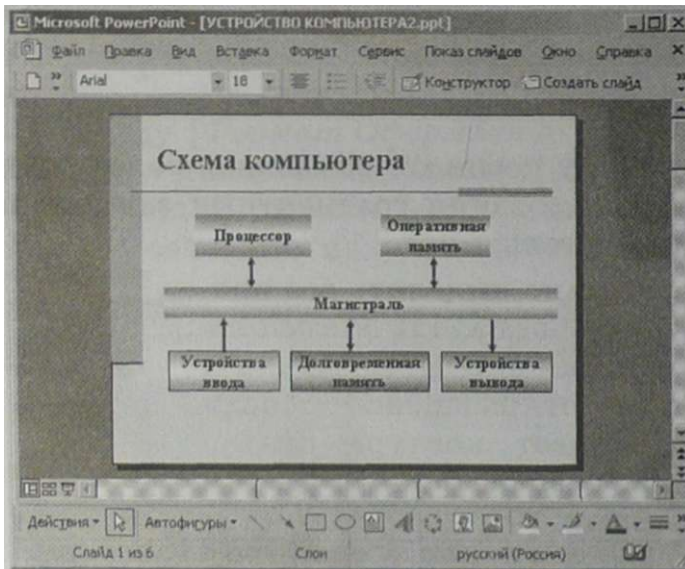 Microsoft PowerPoint - [УСТРОЙСТВО КОМПЬЮТЕРА2.ppt]
Файл Правка Вид Вставка Формат Сервис Показ слайдов Окно Справка
Arial 18 Конструктор Создать слайд
Схема компьютера
Процессор
Оперативная
память
Магистраль
Устройства
ввода
Долговременная
память
Устройства
вывода
Действия Автофигуры
Слайд 1 из 6 Слои русский (Россия)